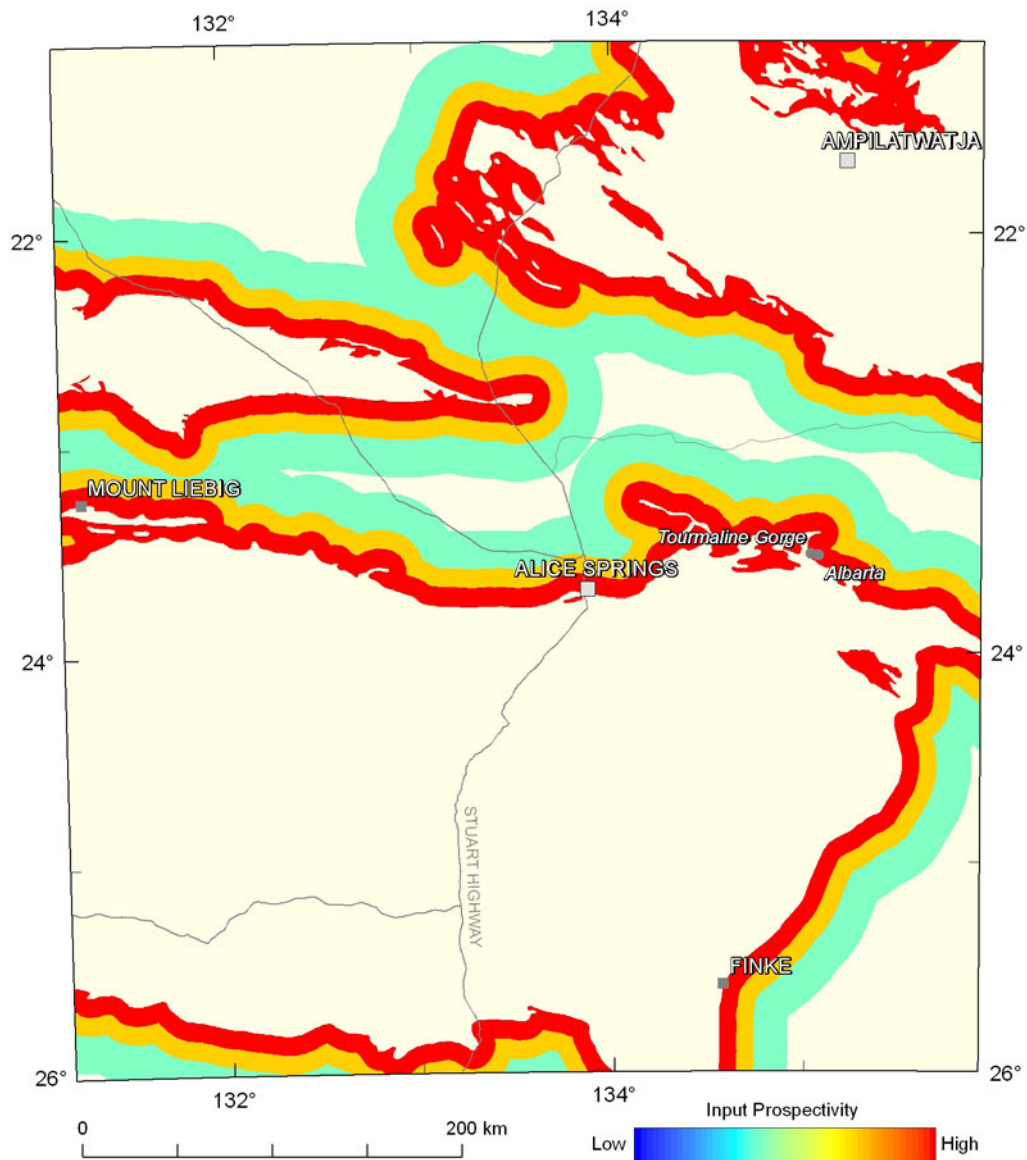 132°
134°
AMPILATWATJA
22°
22°
MOUNT LIEBIG
Tourmaline Gorge
ALICE SPRINGS
Albarta
24°
24°
STUART HIGHWAY
FINKE
26°
26°
132°
134°
Input Prospectivity
0
200 km
Low
High